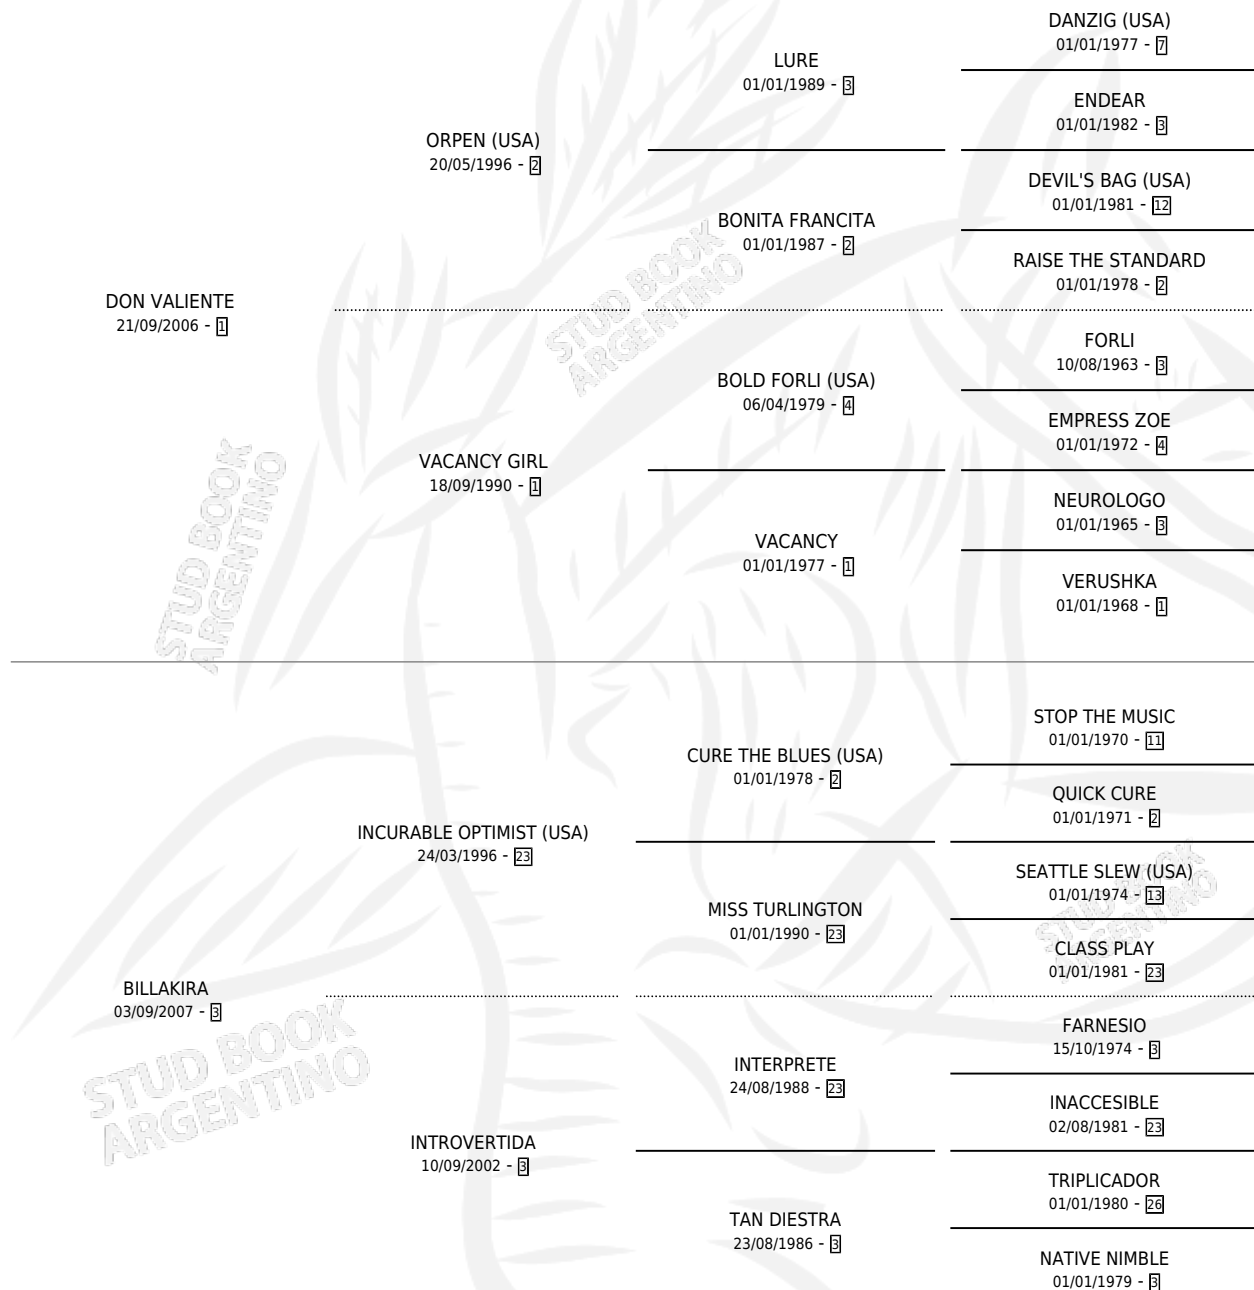 DON VALIENTE
21/09/2006 - 1
ORPEN (USA)
20/05/1996 - 2
VACANCY GIRL
18/09/1990 - 1
LURE
01/01/1989 - 3
BONITA FRANCITA
01/01/1987 - 2
BOLD FORLI (USA)
06/04/1979 - 4
VACANCY
01/01/1977 - 1
DANZIG (USA)
01/01/1977 - 7
ENDEAR
01/01/1982 - 3
DEVIL'S BAG (USA)
01/01/1981 - 12
RAISE THE STANDARD
01/01/1978 - 2
FORLI
10/08/1963 - 3
EMPRESS ZOE
01/01/1972 - 4
NEUROLOGO
01/01/1965 - 3
VERUSHKA
01/01/1968 - 1
BILLAKIRA
03/09/2007 - 3
INCURABLE OPTIMIST (USA)
24/03/1996 - 23
INTROVERTIDA
10/09/2002 - 3
CURE THE BLUES (USA)
01/01/1978 - 2
MISS TURLINGTON
01/01/1990 - 23
INTERPRETE
24/08/1988 - 23
TAN DIESTRA
23/08/1986 - 3
STOP THE MUSIC
01/01/1970 - 11
QUICK CURE
01/01/1971 - 2
SEATTLE SLEW (USA)
01/01/1974 - 13
CLASS PLAY
01/01/1981 - 23
FARNESIO
15/10/1974 - 3
INACCESIBLE
02/08/1981 - 23
TRIPLICADOR
01/01/1980 - 26
NATIVE NIMBLE
01/01/1979 - 3
STUD BOOK
ARGENTINO
STUD BOOK
ARGENTINO
STUD BOOK
ARGENTINO
STUD BOOK
ARGENTINO